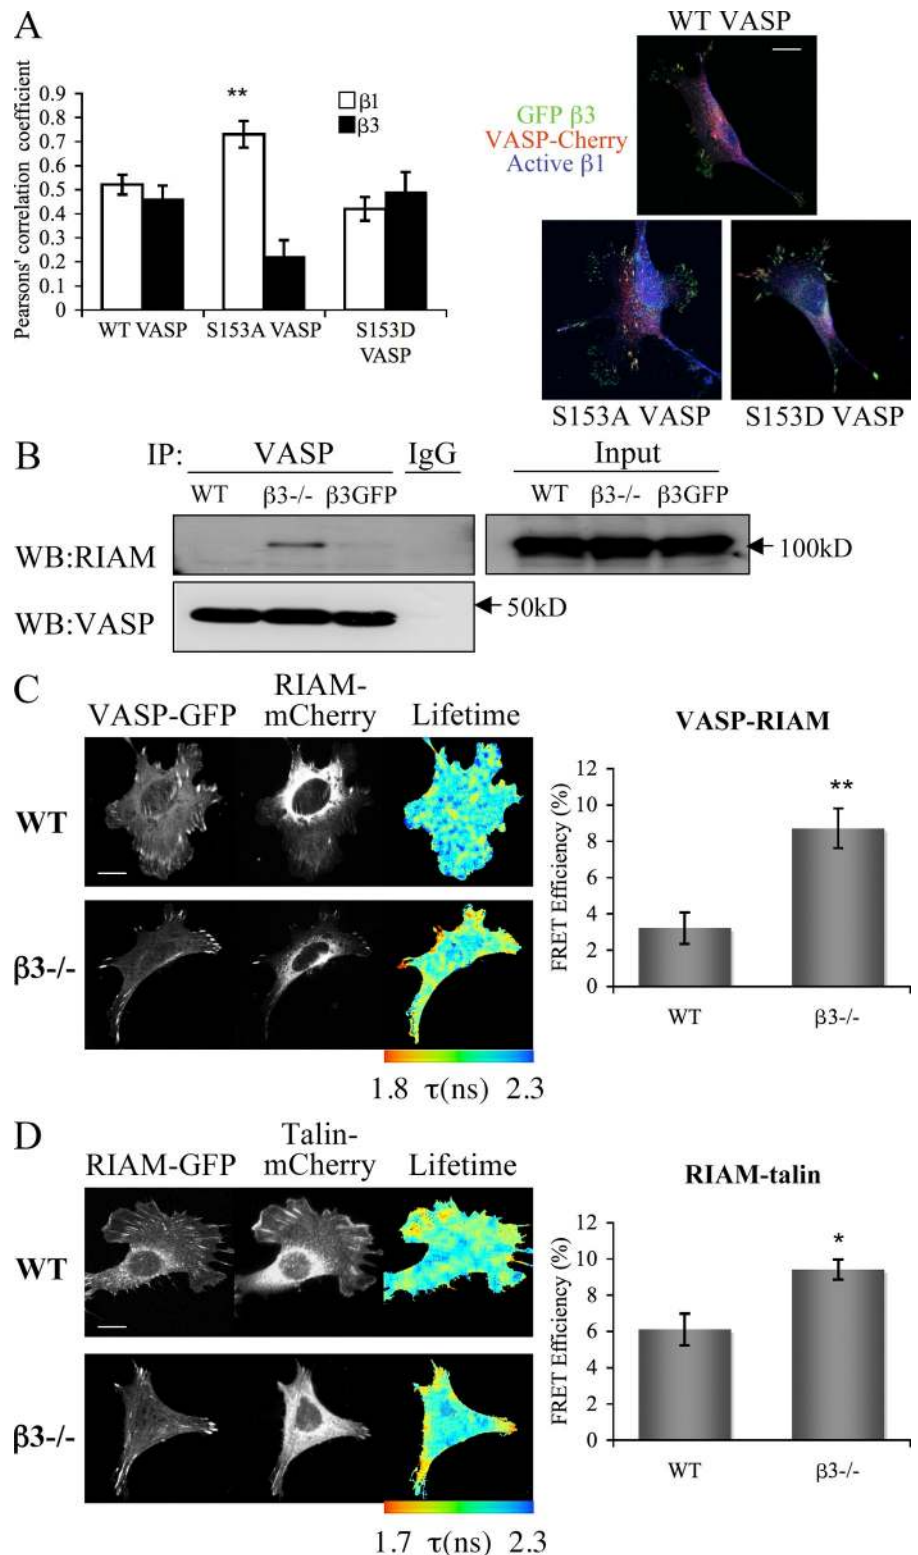 A
Pearsons' correlation coefficient
0.9
0.8
0.7
0.6
0.5
0.4
0.3
0.2
0.1
0
**
β1
β3
WT VASP
S153A VASP
S153D
VASP
WT VASP
GFP β3
VASP-Cherry
Active β1
S153A VASP
S153D VASP
B
IP: VASP IgG Input
WT β3-/- β3GFP WT β3-/- β3GFP
WB:RIAM
100kD
WB:VASP
50kD
C
VASP-GFP
RIAM-
mCherry
Lifetime
WT
β3-/-
1.8 τ(ns) 2.3
VASP-RIAM
FRET Efficiency (%)
12
10
8
6
4
2
0
**
WT
β3-/-
D
RIAM-GFP
Talin-
mCherry
Lifetime
WT
β3-/-
1.7 τ(ns) 2.3
RIAM-talin
FRET Efficiency (%)
12
10
8
6
4
2
0
*
WT
β3-/-